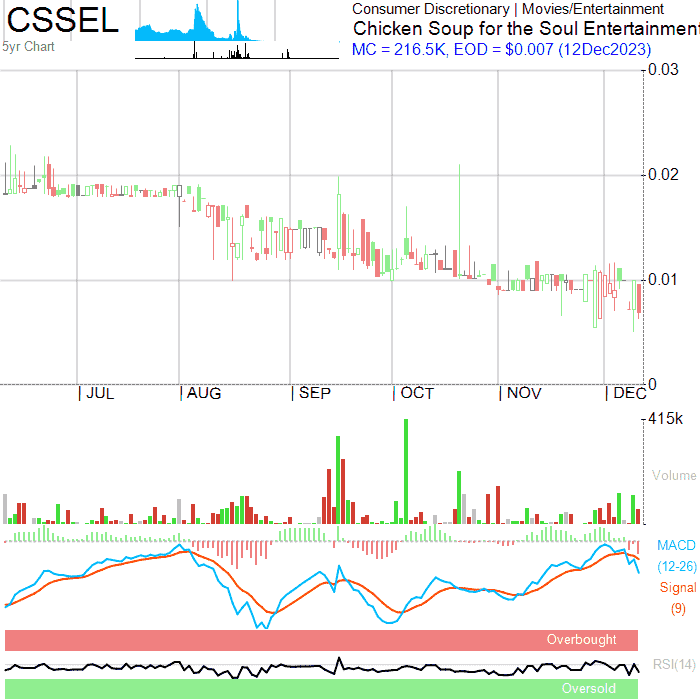 CSSEL
5yr Chart
Consumer Discretionary | Movies/Entertainment
Chicken Soup for the Soul Entertainment
MC = 216.5K, EOD = $0.007 (12Dec2023)
0.03
0.02
0.01
0
| JUL | AUG | SEP | OCT | NOV | DEC
415k
Volume
MACD
(12-26)
Signal
(9)
Overbought
RSI(14)
Oversold